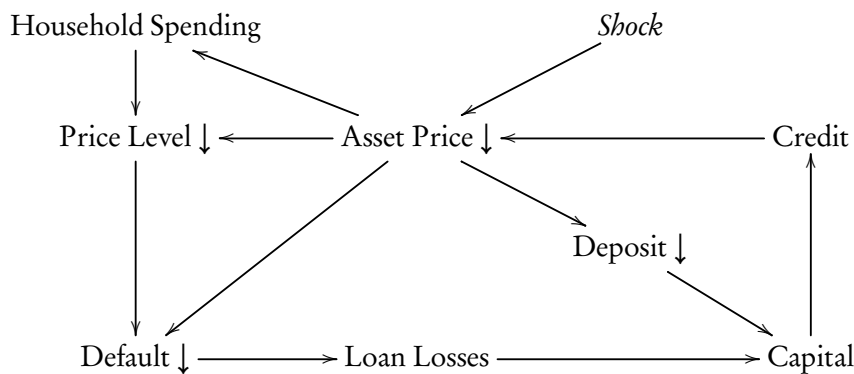 Household Spending
Shock
Price Level ↓
Asset Price ↓
Credit
Deposit ↓
Default ↓
Loan Losses
Capital